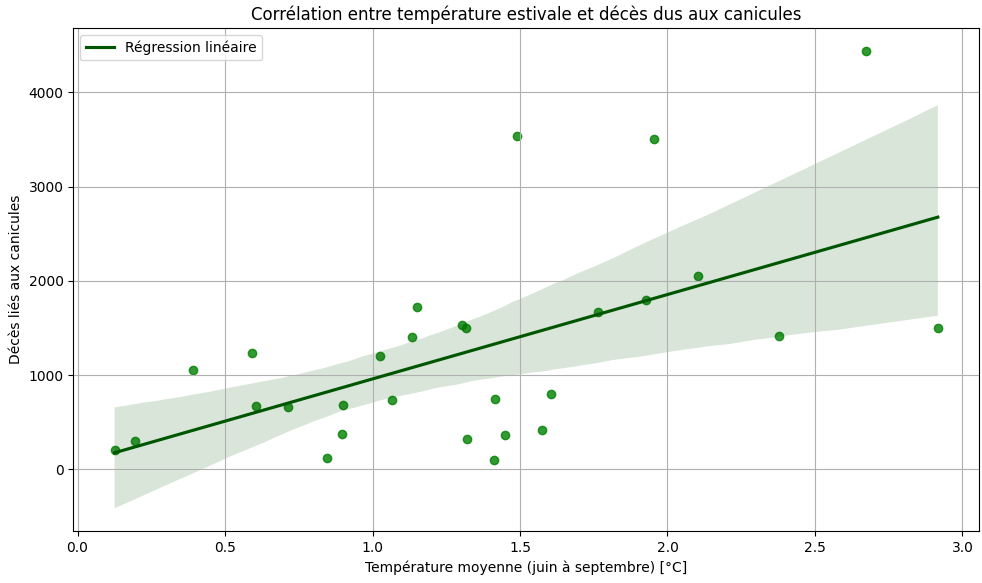 Corrélation entre température estivale et décès dus aux canicules
Régression linéaire
4000
3000
2000
1000
0
Décès liés aux canicules
0.0 0.5 1.0 1.5 2.0 2.5 3.0
Température moyenne (juin à septembre) [°C]